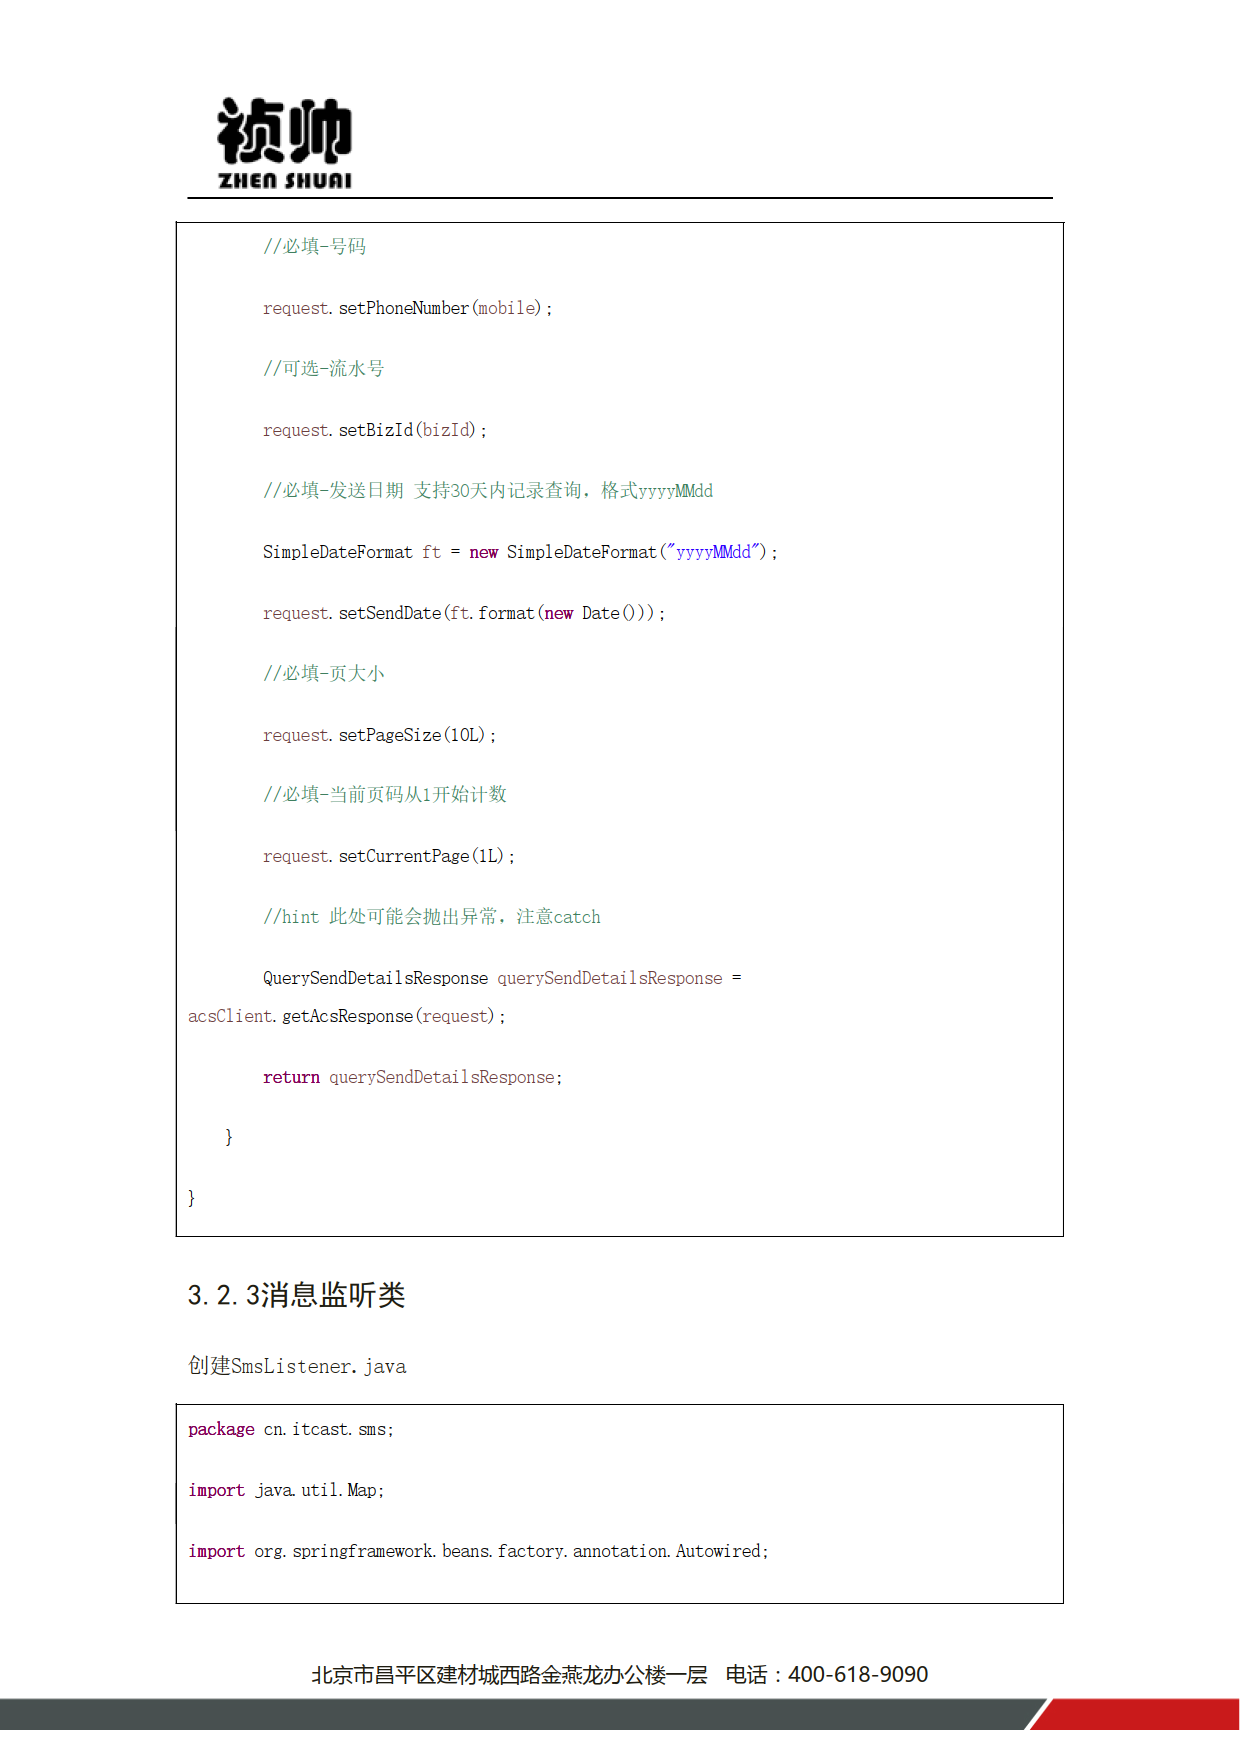 祯帅
ZHEN SHUAI
//必填-号码
request.setPhoneNumber(mobile);
//可选-流水号
request.setBizId(bizId);
//必填-发送日期 支持30天内记录查询，格式yyyyMMdd
SimpleDateFormat ft = new SimpleDateFormat("yyyyMMdd");
request.setSendDate(ft.format(new Date()));
//必填-页大小
request.setPageSize(10L);
//必填-当前页码从1开始计数
request.setCurrentPage(1L);
//hint 此处可能会抛出异常，注意catch
QuerySendDetailsResponse querySendDetailsResponse =
acsClient.getAcsResponse(request);
return querySendDetailsResponse;
}
}
3.2.3消息监听类
创建SmsListener.java
package cn.itcast.sms;
import java.util.Map;
import org.springframework.beans.factory.annotation.Autowired;
北京市昌平区建材城西路金燕龙办公楼一层 电话：400-618-9090